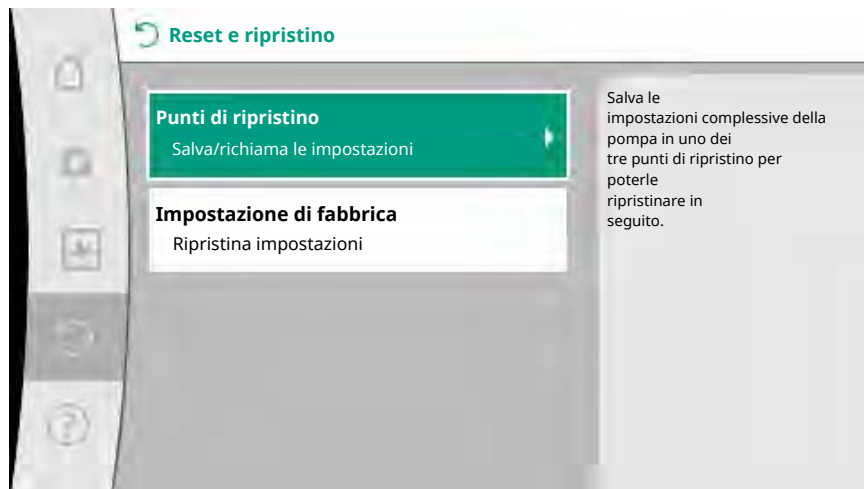 Reset e ripristino
Punti di ripristino
Salva/richiama le impostazioni
Impostazione di fabbrica
Ripristina impostazioni
Salva le
impostazioni complessive della
pompa in uno dei
tre punti di ripristino per
poterle
ripristinare in
seguito.